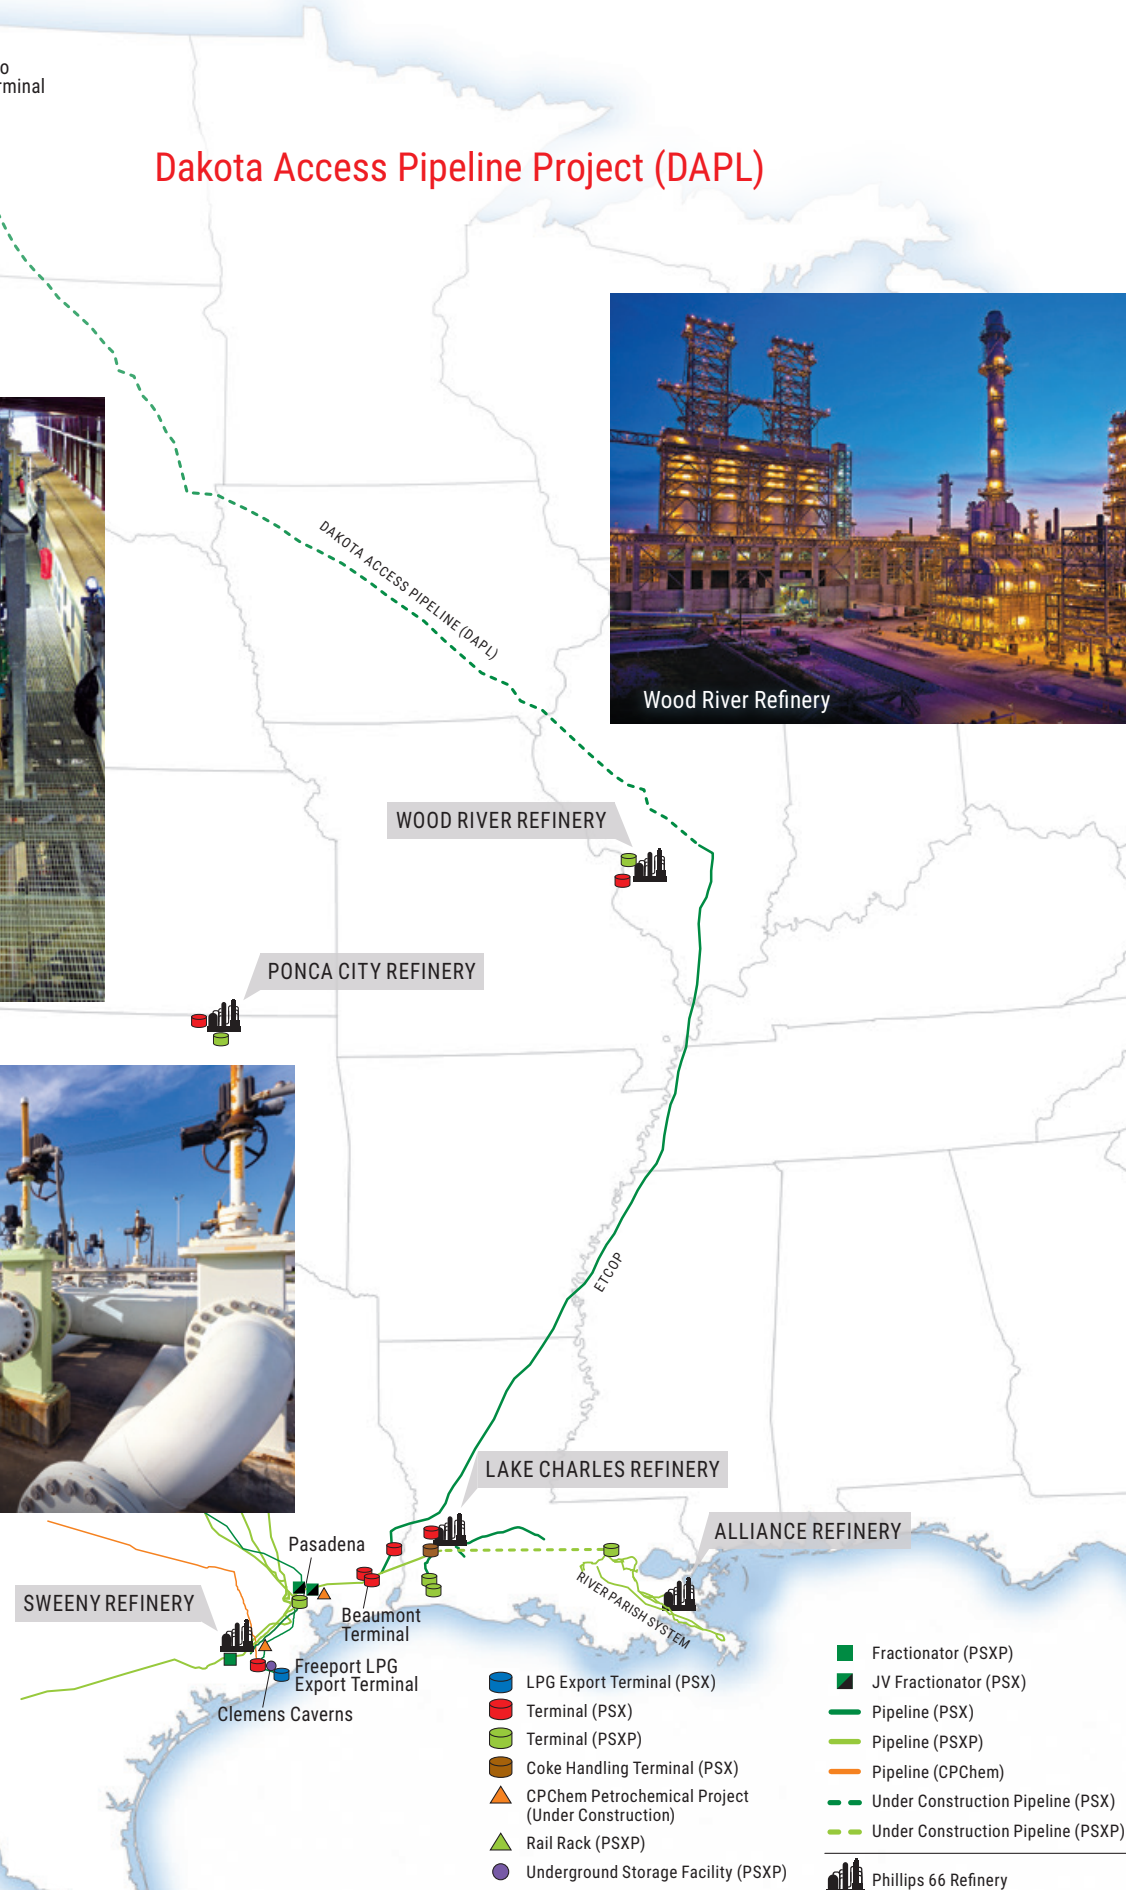 o
rminal
Dakota Access Pipeline Project (DAPL)
DAKOTA ACCESS PIPELINE (DAPL)
Wood River Refinery
WOOD RIVER REFINERY
PONCA CITY REFINERY
ETCOP
LAKE CHARLES REFINERY
ALLIANCE REFINERY
Pasadena
SWEENY REFINERY
RIVER PARISH SYSTEM
Beaumont
Terminal
Freeport LPG
Export Terminal
Clemens Caverns
LPG Export Terminal (PSX)
Terminal (PSX)
Terminal (PSXP)
Coke Handling Terminal (PSX)
CPChem Petrochemical Project
(Under Construction)
Rail Rack (PSXP)
Underground Storage Facility (PSXP)
Fractionator (PSXP)
JV Fractionator (PSX)
Pipeline (PSX)
Pipeline (PSXP)
Pipeline (CPChem)
Under Construction Pipeline (PSX)
Under Construction Pipeline (PSXP)
Phillips 66 Refinery